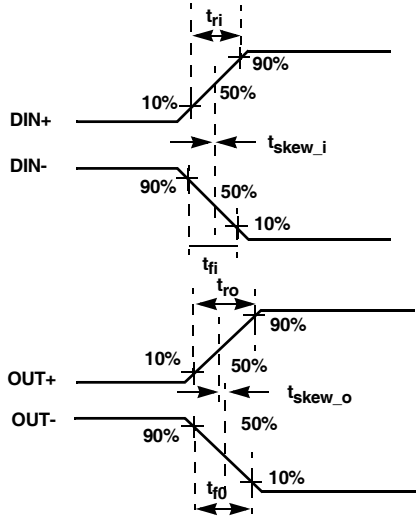 tri
90%
10%
50%
DIN+
tskew_i
DIN-
90%
50%
10%
tfi
tro
90%
10%
50%
OUT+
tskew_o
OUT-
50%
90%
10%
tf0